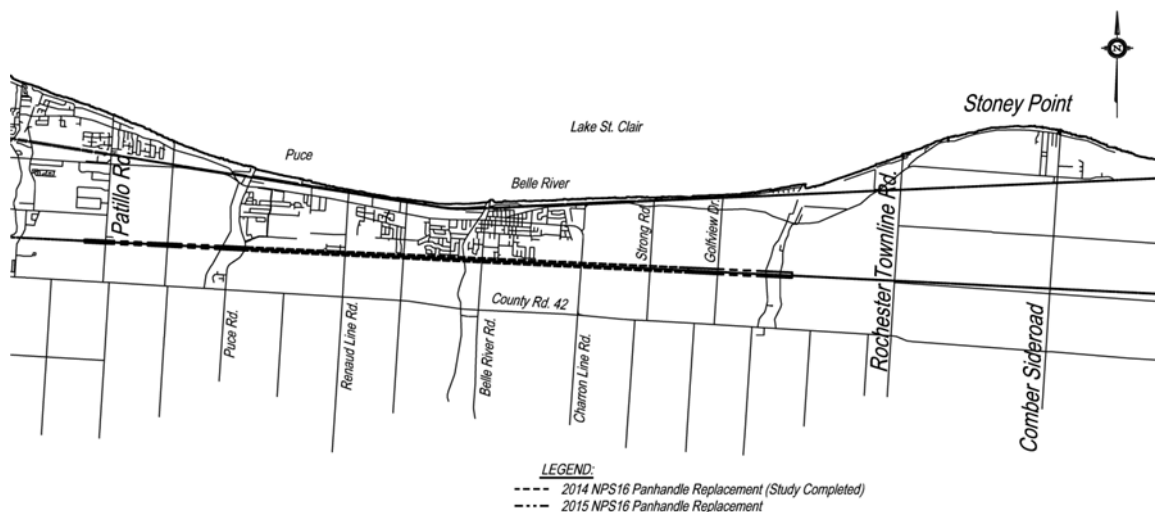 N
Stoney Point
Lake St. Clair
Puce
Patillo Rd.
Belle River
Strong Rd.
Golfview Dr.
Rochester Townline Rd.
County Rd. 42
Puce Rd.
Renaud Line Rd.
Belle River Rd.
Charron Line Rd.
Comber Sideroad
LEGEND:
2014 NPS16 Panhandle Replacement (Study Completed)
2015 NPS16 Panhandle Replacement